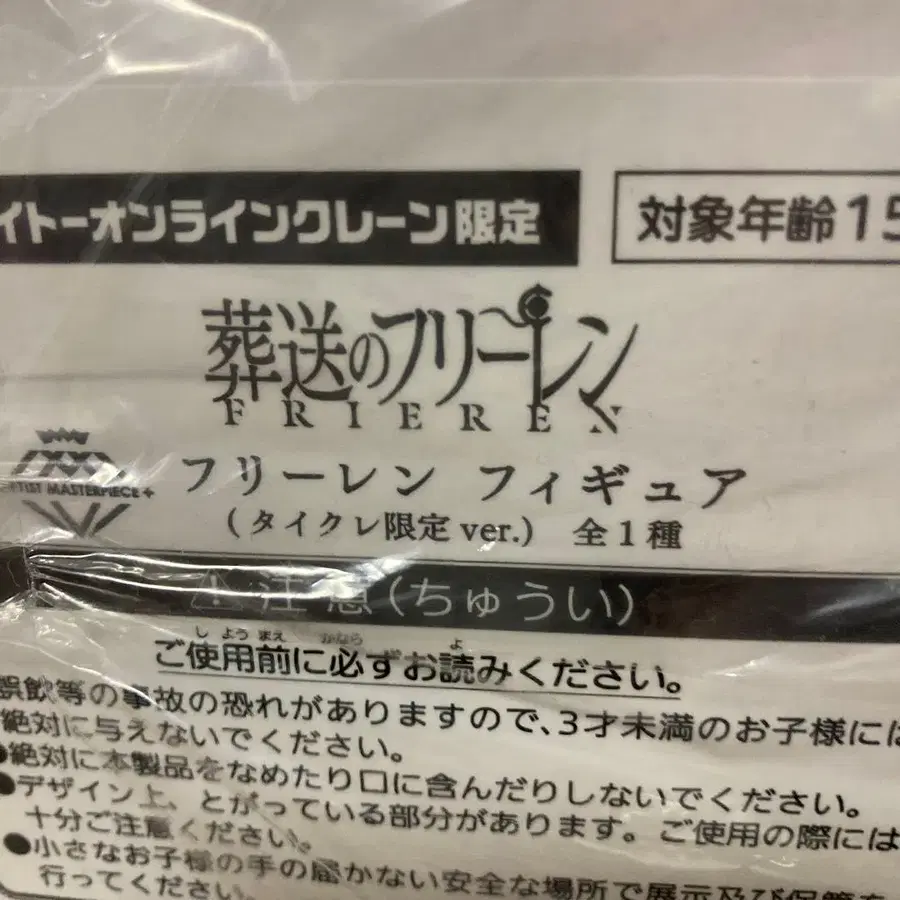 イトーオンラインクレーン限定
対象年齢15
葬送のフリーレン
FRIEREN
ARTIST MASTERPIECE+
フリーレン フィギュア
(タイクレ限定ver.) 全1種
⚠注意(ちゅうい)
しようまえ かなら よ
ご使用前に必ずお読みください。
誤飲等の事故の恐れがありますので、3才未満のお子様には
絶対に与えないでください。
●絶対に本製品をなめたり口に含んだりしないでください。
●デザイン上、とがっている部分があります。ご使用の際には
十分ご注意ください。
●小さなお子様の手の届かない安全な場所で展示及び保管を
行ってください。